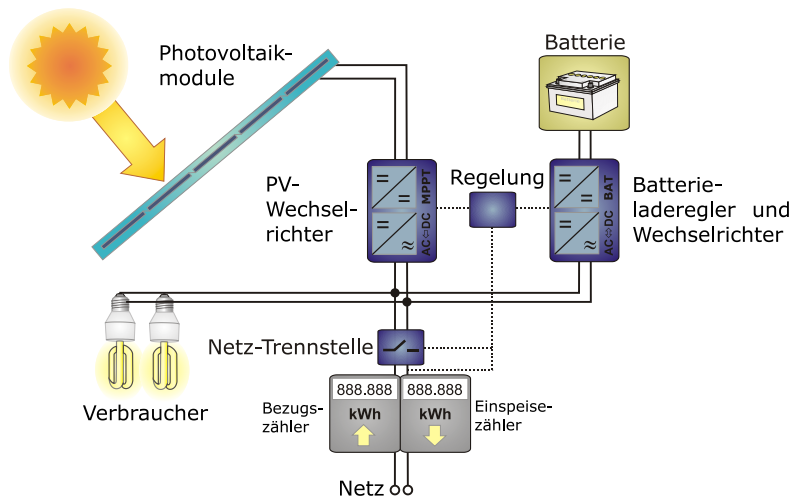 Photovoltaik-
module
Batterie
PV-
Wechsel-
richter
AC⇔DC MPPT
Regelung
AC⇔DC BAT
Batterie-
laderegler und
Wechselrichter
Netz-Trennstelle
Verbraucher
Bezugs-
zähler
888.888
kWh
888.888
kWh
Einspeise-
zähler
Netz